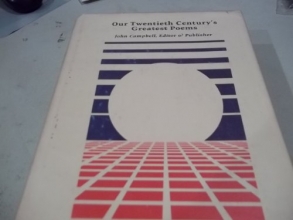 Our Twentieth Century's
Greatest Poems
John Campbell, Editor & Publisher